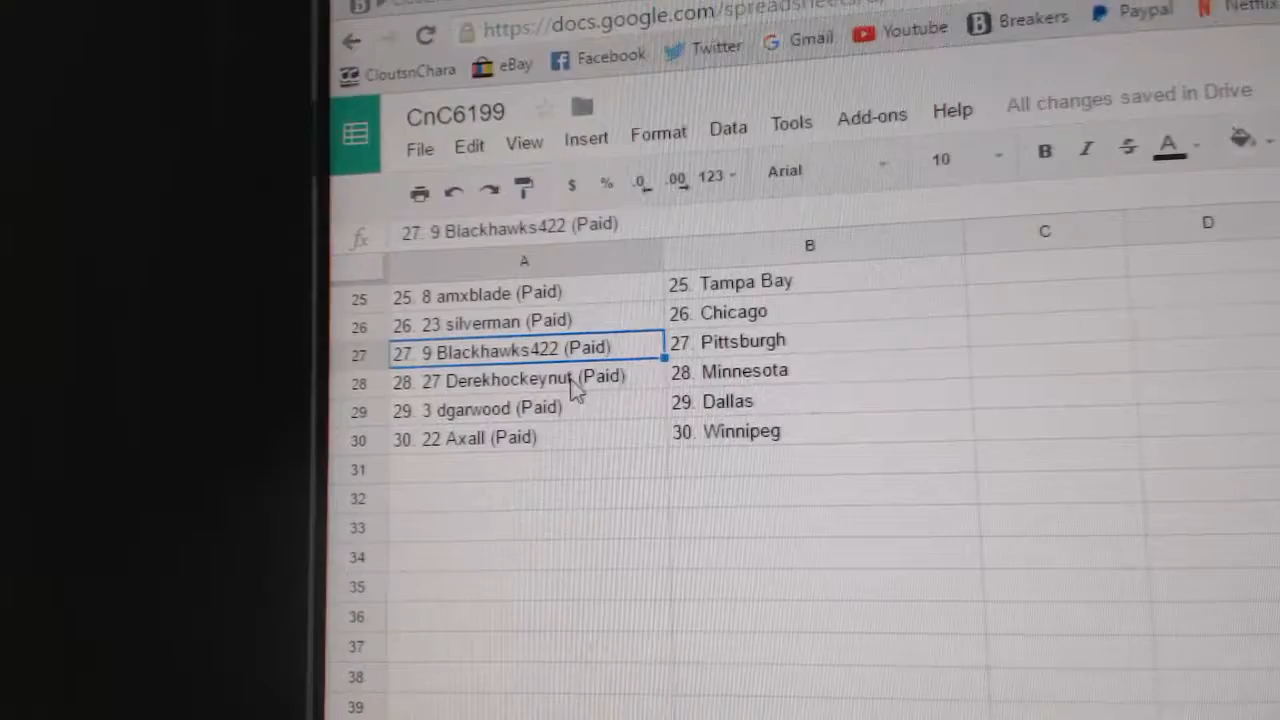 https://docs.google.com/spreadsheets/d/
CloutsnChara eBay Facebook Twitter Gmail Youtube Breakers Paypal Netflix
CnC6199
File Edit View Insert Format Data Tools Add-ons Help All changes saved in Drive
$ % .0 .00 123 Arial 10 B I S A
fx 27. 9 Blackhawks422 (Paid)
A B C D
25 25. 8 amxblade (Paid) 25. Tampa Bay
26 26. 23 silverman (Paid) 26. Chicago
27 27. 9 Blackhawks422 (Paid) 27. Pittsburgh
28 28. 27 Derekhockeynut (Paid) 28. Minnesota
29 29. 3 dgarwood (Paid) 29. Dallas
30 30. 22 Axall (Paid) 30. Winnipeg
31
32
33
34
35
36
37
38
39